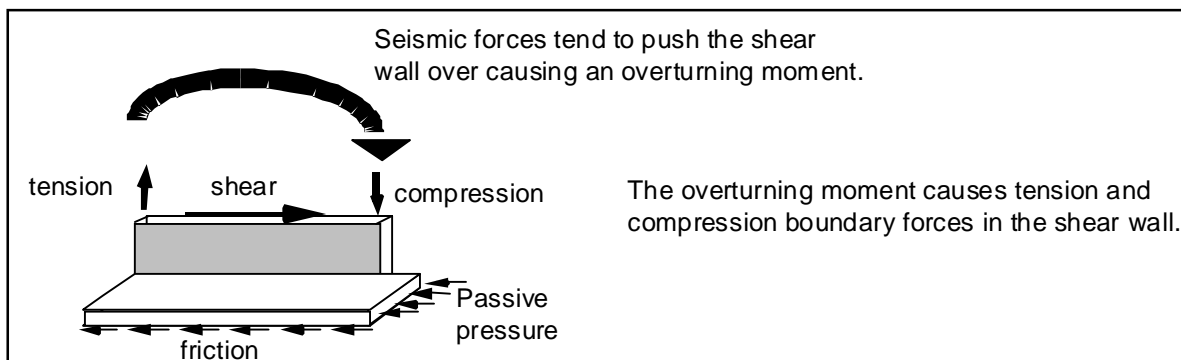 Seismic forces tend to push the shear
wall over causing an overturning moment.
tension
shear
compression
The overturning moment causes tension and
compression boundary forces in the shear wall.
Passive
pressure
friction